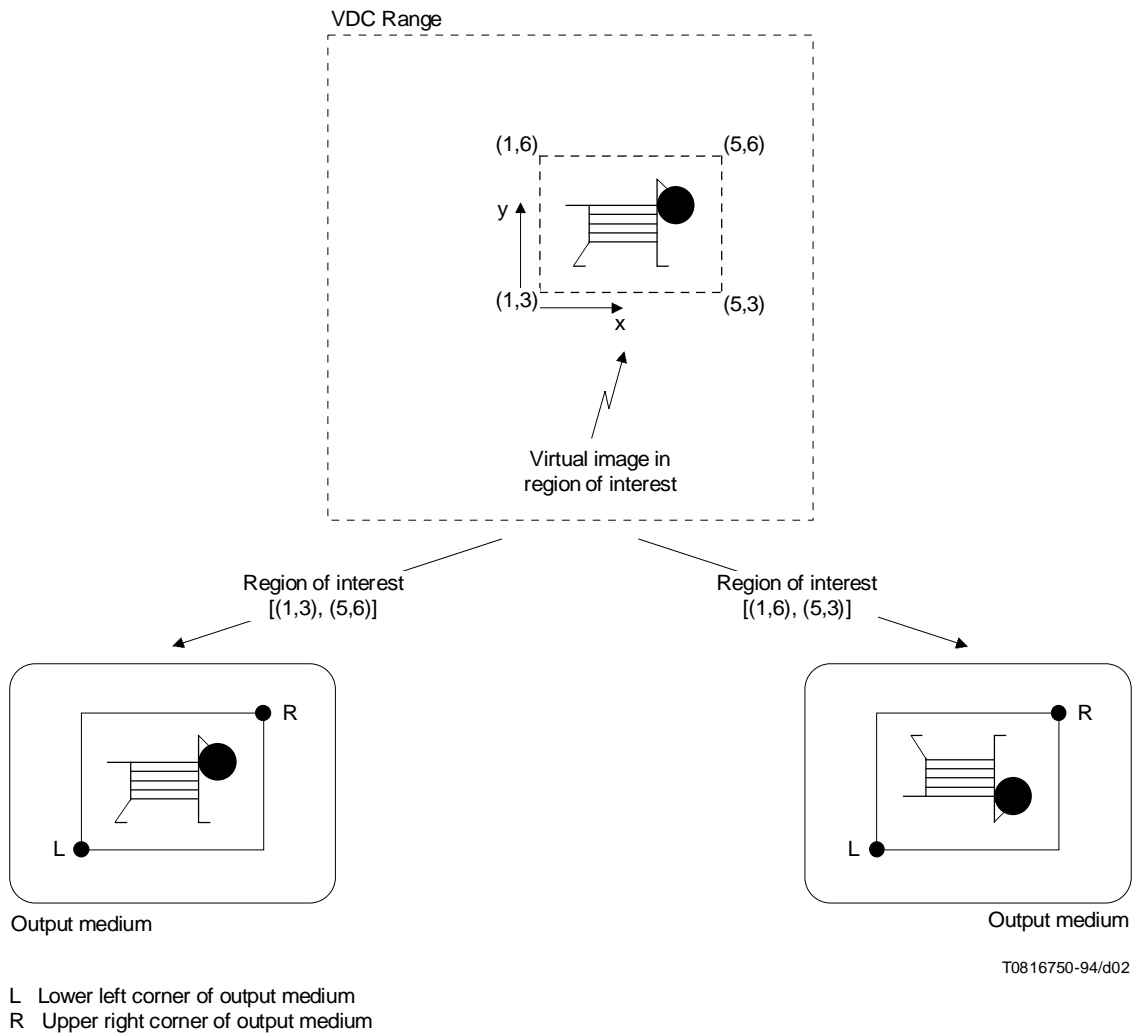 VDC Range
(1,6)
(5,6)
y
(1,3)
(5,3)
x
Virtual image in
region of interest
Region of interest
[(1,3), (5,6)]
Region of interest
[(1,6), (5,3)]
R
L
R
L
Output medium
Output medium
T0816750-94/d02
L Lower left corner of output medium
R Upper right corner of output medium